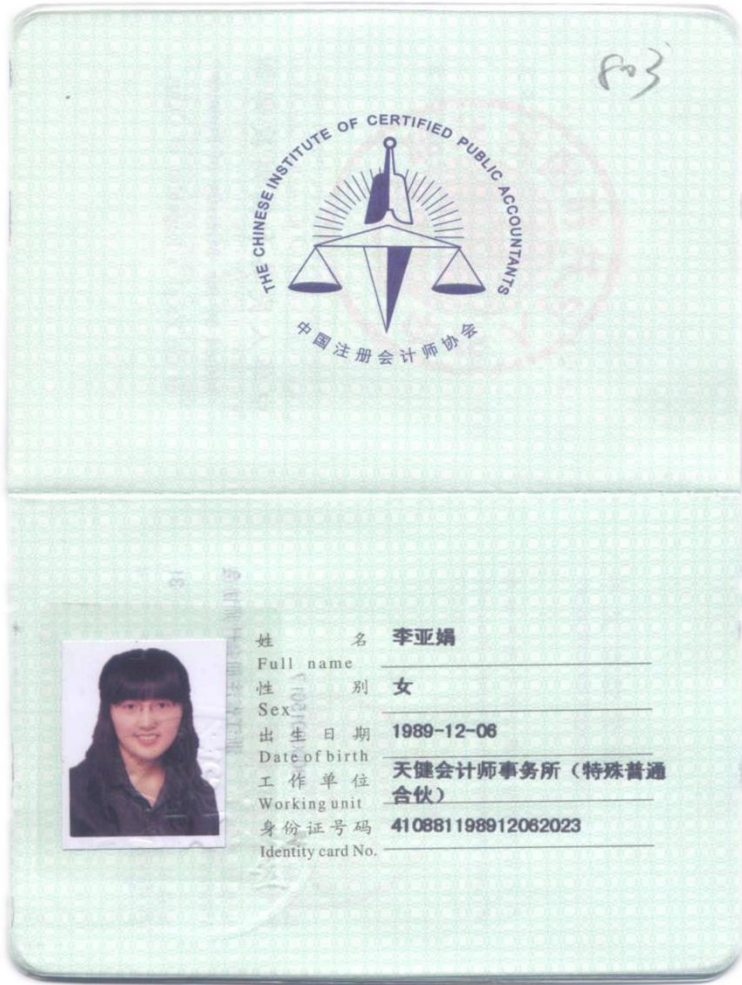 803
THE CHINESE INSTITUTE OF CERTIFIED PUBLIC ACCOUNTANTS
中国注册会计师协会
姓 名 李亚娟
Full name
性 别 女
Sex
出生日期 1989-12-06
Date of birth
工作单位 天健会计师事务所（特殊普通
Working unit 合伙）
身份证号码 410881198912062023
Identity card No.